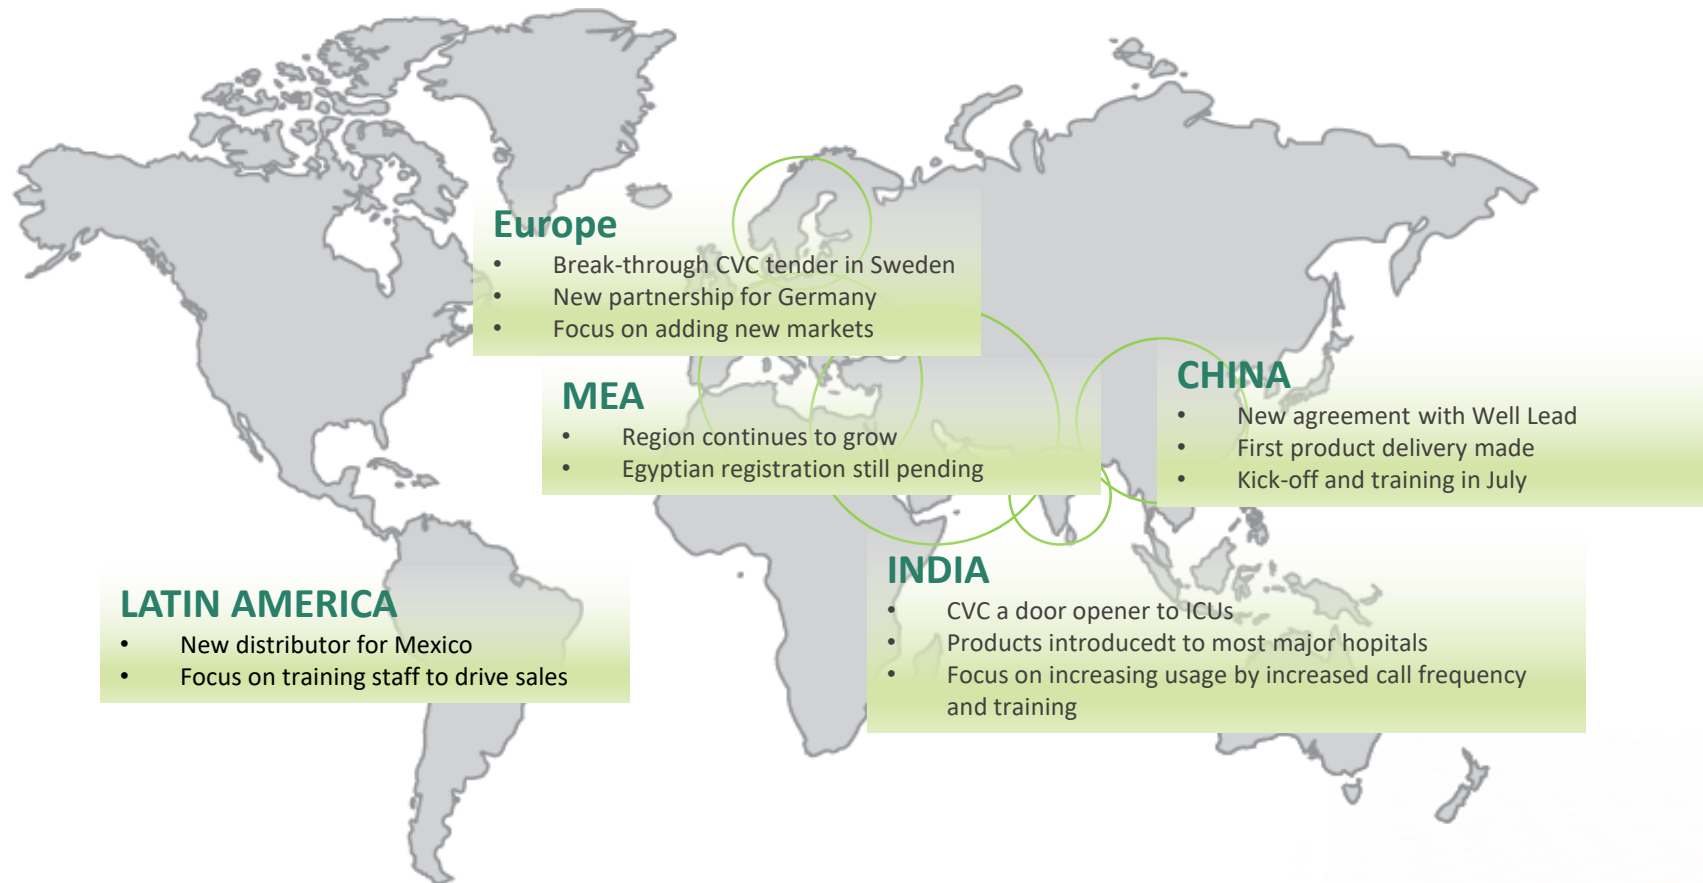 Europe
• Break-through CVC tender in Sweden
• New partnership for Germany
• Focus on adding new markets
MEA
• Region continues to grow
• Egyptian registration still pending
CHINA
• New agreement with Well Lead
• First product delivery made
• Kick-off and training in July
LATIN AMERICA
• New distributor for Mexico
• Focus on training staff to drive sales
INDIA
• CVC a door opener to ICUs
• Products introducedt to most major hopitals
• Focus on increasing usage by increased call frequency
and training